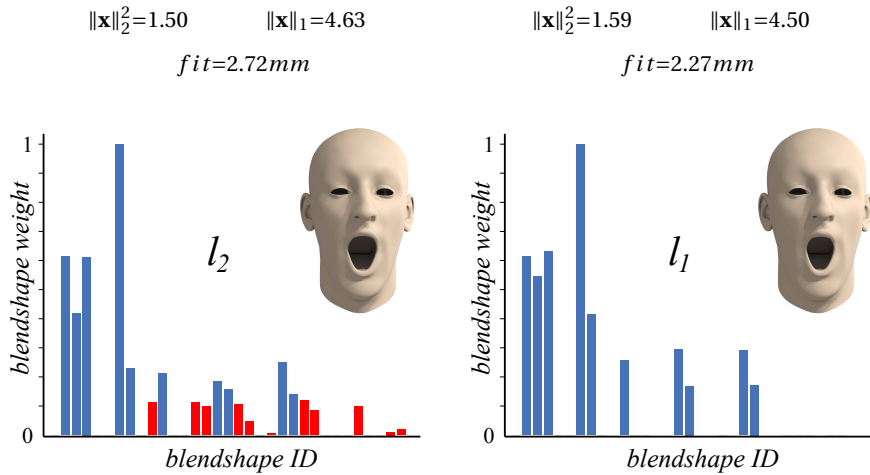 ‖x‖₂²=1.50 ‖x‖₁=4.63
fit=2.72mm
1
blendshape weight
l₂
0
blendshape ID
‖x‖₂²=1.59 ‖x‖₁=4.50
fit=2.27mm
1
blendshape weight
l₁
0
blendshape ID